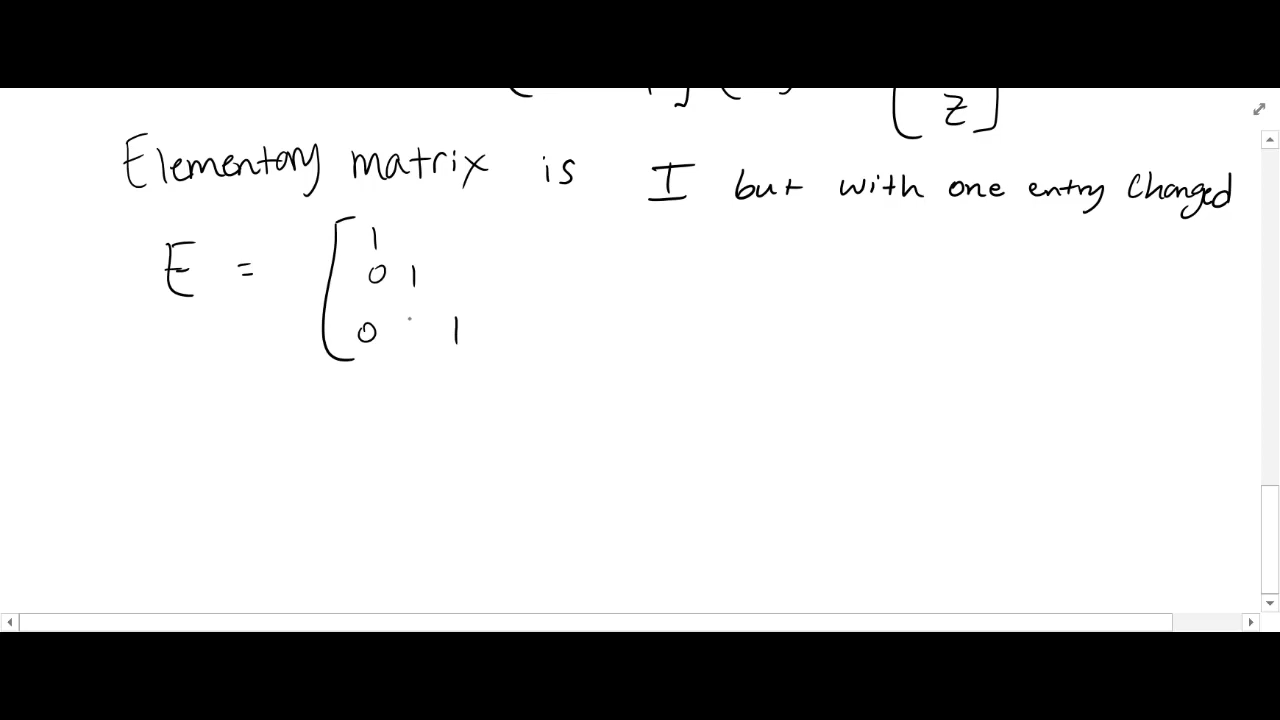 z
Elementary matrix is I but with one entry changed
E = [ 1
0 1
0 1